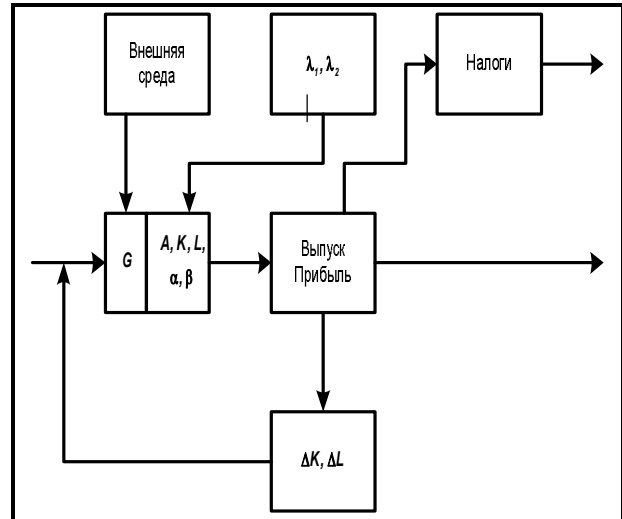 Внешняя
среда
λ₁, λ₂
Налоги
G
A, K, L,
α, β
Выпуск
Прибыль
ΔK, ΔL